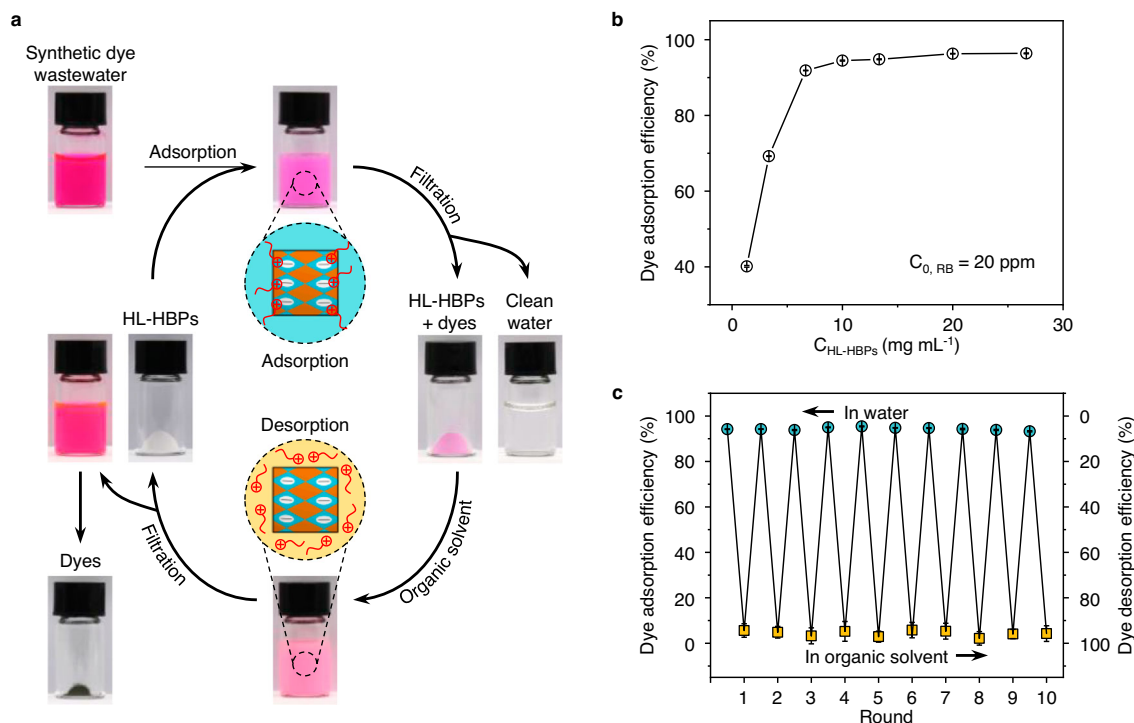 a
Synthetic dye
wastewater
Adsorption
Filtration
HL-HBPs
Adsorption
HL-HBPs
+ dyes
Clean
water
Desorption
Filtration
Organic solvent
Dyes
b
Dye adsorption efficiency (%)
100
80
60
40
C0, RB = 20 ppm
0
10
20
30
CHL-HBPs (mg mL-1)
c
Dye adsorption efficiency (%)
100
80
60
40
20
0
In water
In organic solvent
0
20
40
60
80
100
Dye desorption efficiency (%)
1 2 3 4 5 6 7 8 9 10
Round